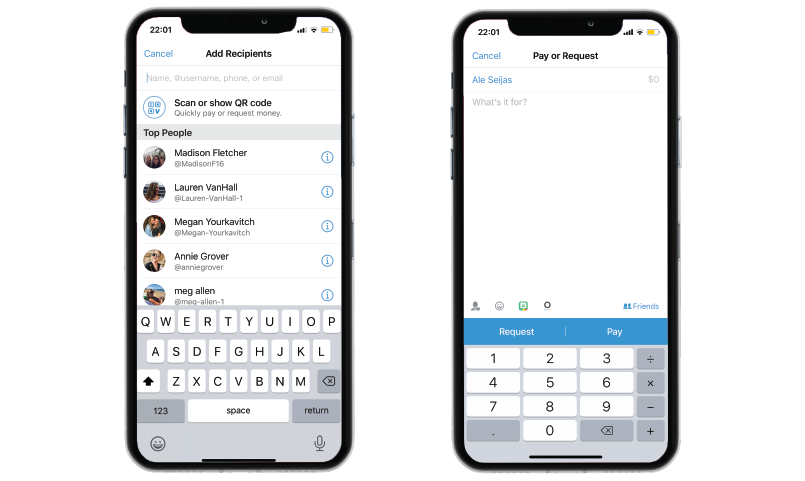 22:01
Cancel
Add Recipients
Name, @username, phone, or email
Scan or show QR code
Quickly pay or request money.
Top People
Madison Fletcher
@MadisonF16
Lauren VanHall
@Lauren-VanHall-1
Megan Yourkavitch
@Megan-Yourkavitch
Annie Grover
@anniegrover
meg allen
@meg-allen-1
Q W E R T Y U I O P
A S D F G H J K L
Z X C V B N M
123 space return
22:01
Cancel
Pay or Request
Ale Seijas $0
What's it for?
Friends
Request Pay
1 2 3 ÷
4 5 6 ×
7 8 9 −
. 0 +